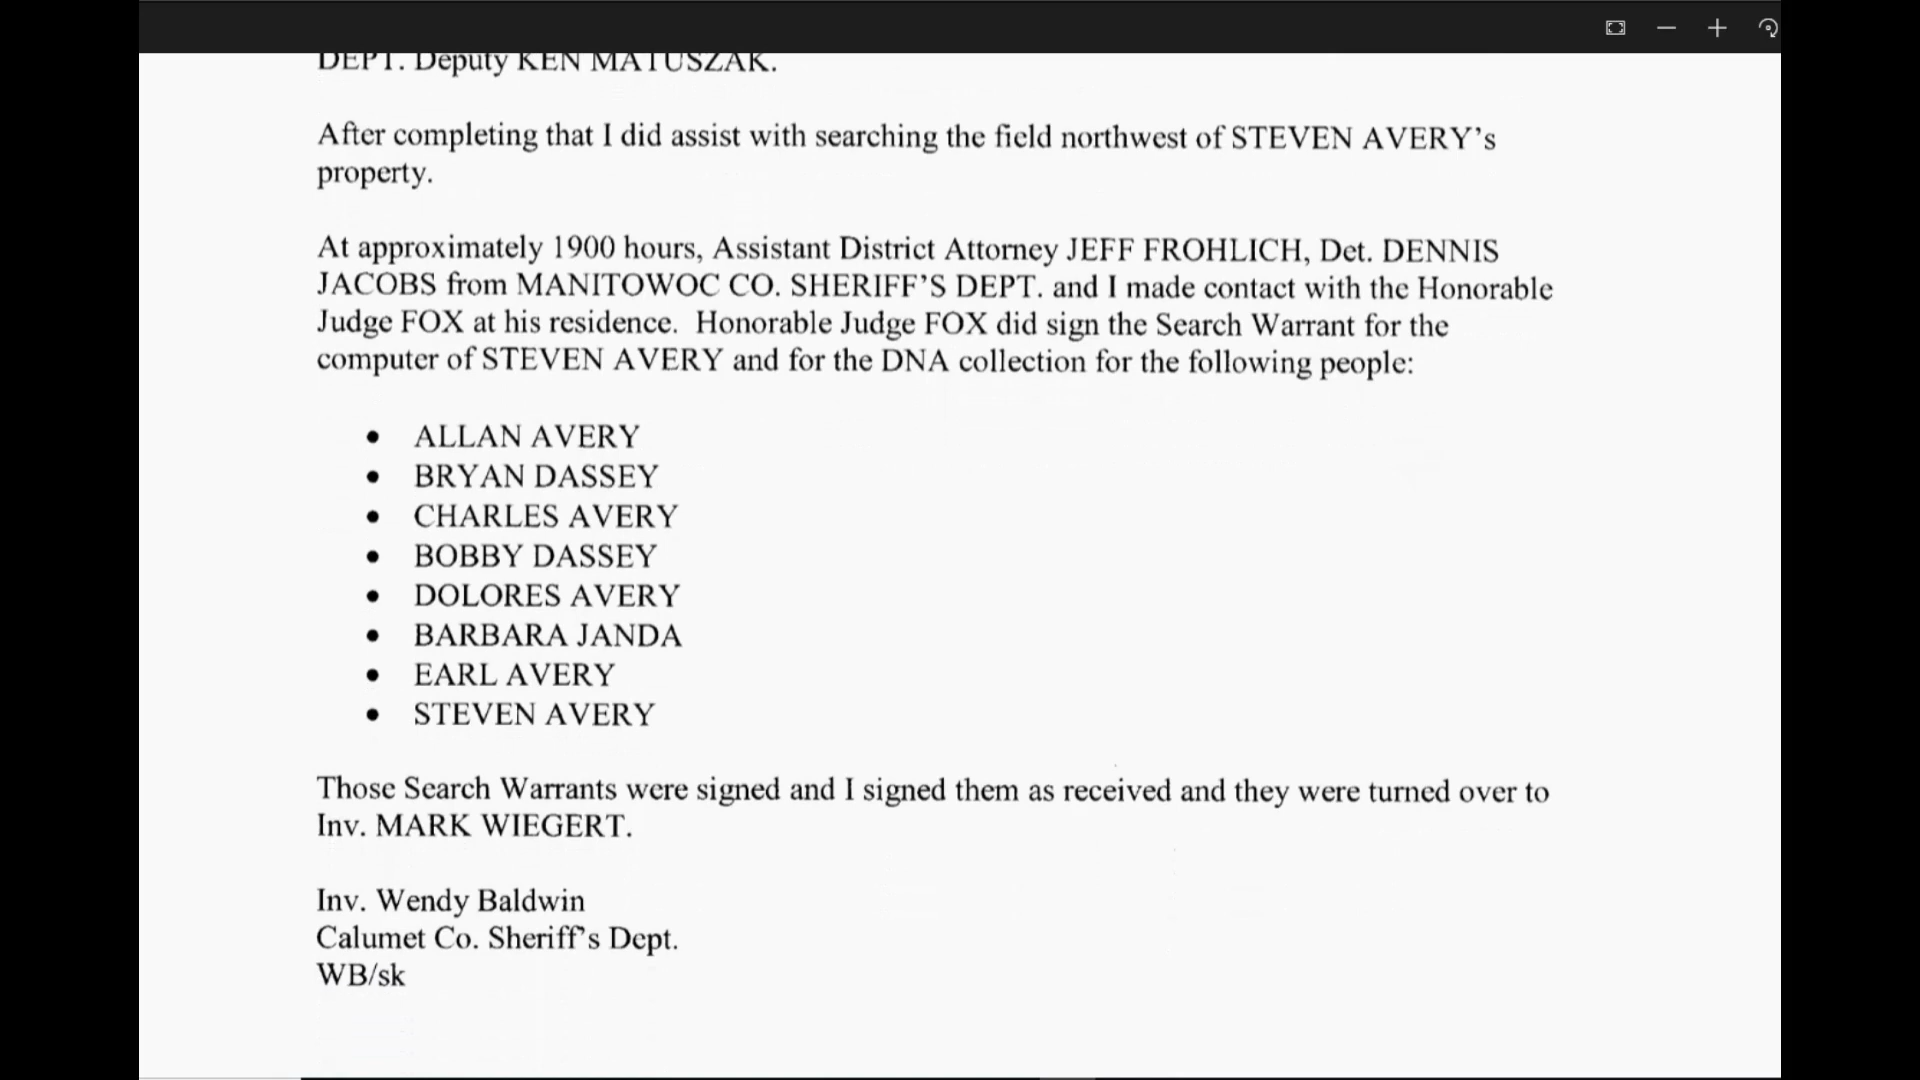 DEPT. Deputy KEN MATUSZAK.
After completing that I did assist with searching the field northwest of STEVEN AVERY's
property.
At approximately 1900 hours, Assistant District Attorney JEFF FROHLICH, Det. DENNIS
JACOBS from MANITOWOC CO. SHERIFF'S DEPT. and I made contact with the Honorable
Judge FOX at his residence. Honorable Judge FOX did sign the Search Warrant for the
computer of STEVEN AVERY and for the DNA collection for the following people:
• ALLAN AVERY
• BRYAN DASSEY
• CHARLES AVERY
• BOBBY DASSEY
• DOLORES AVERY
• BARBARA JANDA
• EARL AVERY
• STEVEN AVERY
Those Search Warrants were signed and I signed them as received and they were turned over to
Inv. MARK WIEGERT.
Inv. Wendy Baldwin
Calumet Co. Sheriff's Dept.
WB/sk